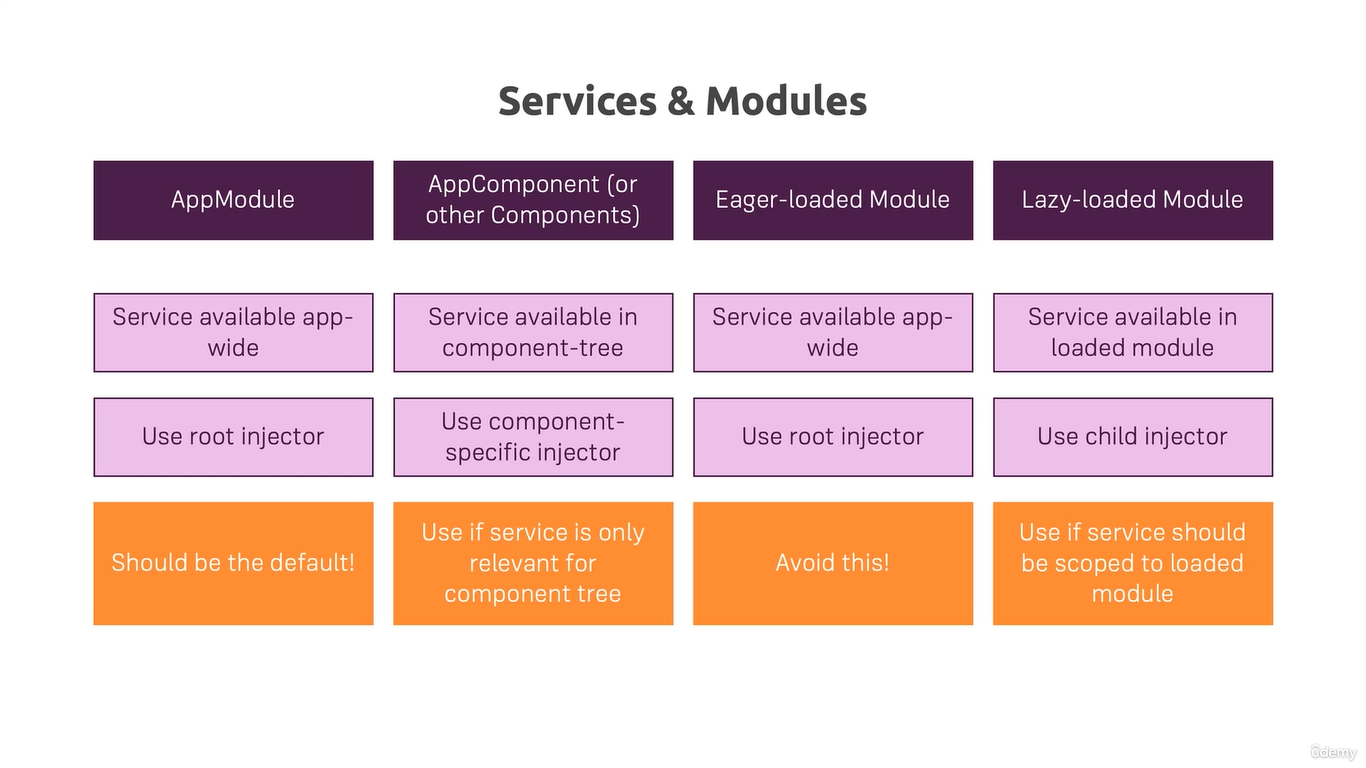 Services & Modules
AppModule
AppComponent (or
other Components)
Eager-loaded Module
Lazy-loaded Module
Service available app-
wide
Service available in
component-tree
Service available app-
wide
Service available in
loaded module
Use root injector
Use component-
specific injector
Use root injector
Use child injector
Should be the default!
Use if service is only
relevant for
component tree
Avoid this!
Use if service should
be scoped to loaded
module
ûdemy